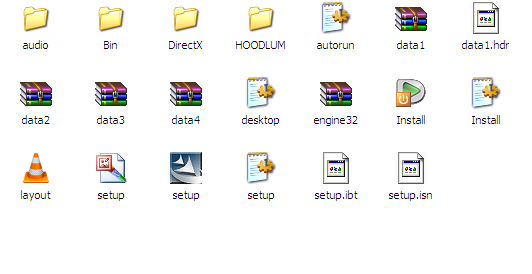 audio Bin DirectX HOODLUM autorun data1 data1.hdr
data2 data3 data4 desktop engine32 Install Install
layout setup setup setup setup.ibt setup.isn